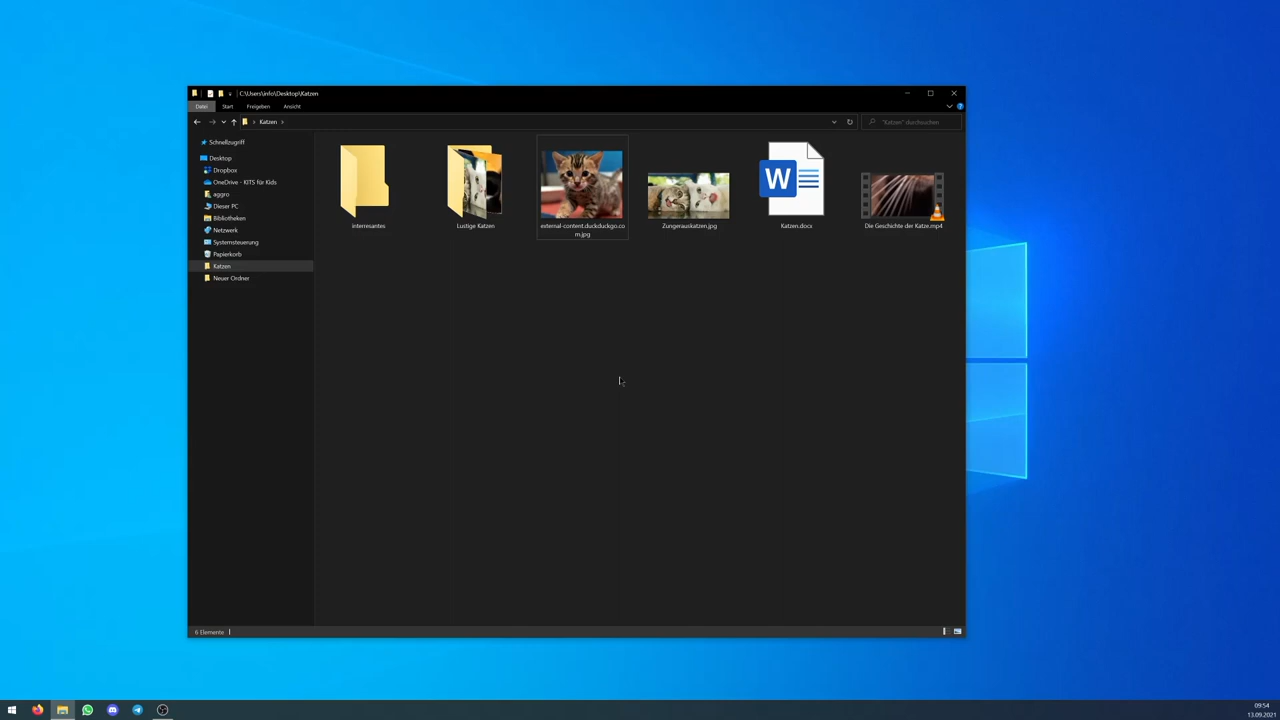 C:\Users\info\Desktop\Katzen
Datei
Start
Freigeben
Ansicht
Katzen
"Katzen" durchsuchen
Schnellzugriff
Desktop
Dropbox
OneDrive - KITS für Kids
aggro
Dieser PC
Bibliotheken
Netzwerk
Systemsteuerung
Papierkorb
Katzen
Neuer Ordner
interresantes
Lustige Katzen
external-content.duckduckgo.co
m.jpg
Zungerauskatzen.jpg
W
Katzen.docx
Die Geschichte der Katze.mp4
6 Elemente
09:54
13.09.2021